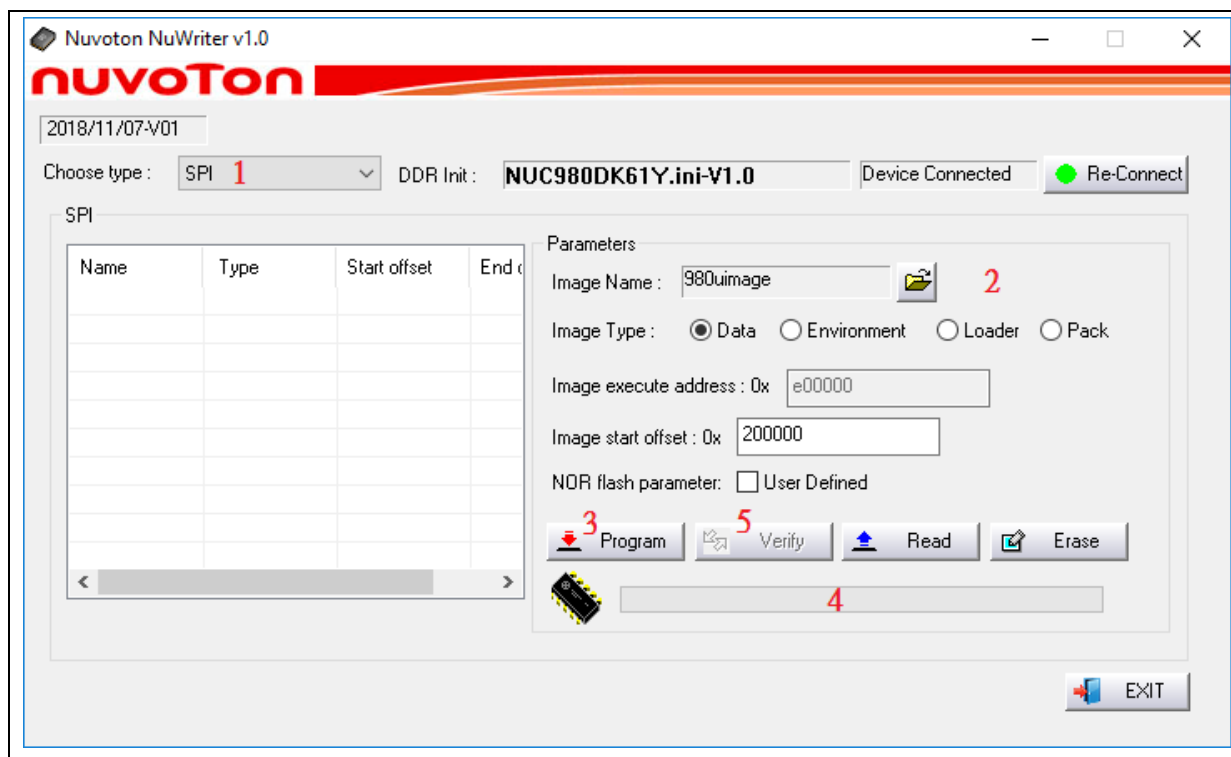 Nuvoton NuWriter v1.0
nuvoTon
2018/11/07-V01
Choose type : SPI 1 DDR Init : NUC980DK61Y.ini-V1.0 Device Connected Re-Connect
SPI
Parameters
Name Type Start offset End o
Image Name : 980uimage 2
Image Type : Data Environment Loader Pack
Image execute address : 0x e00000
Image start offset : 0x 200000
NOR flash parameter: User Defined
3 Program 5 Verify Read Erase
4
EXIT